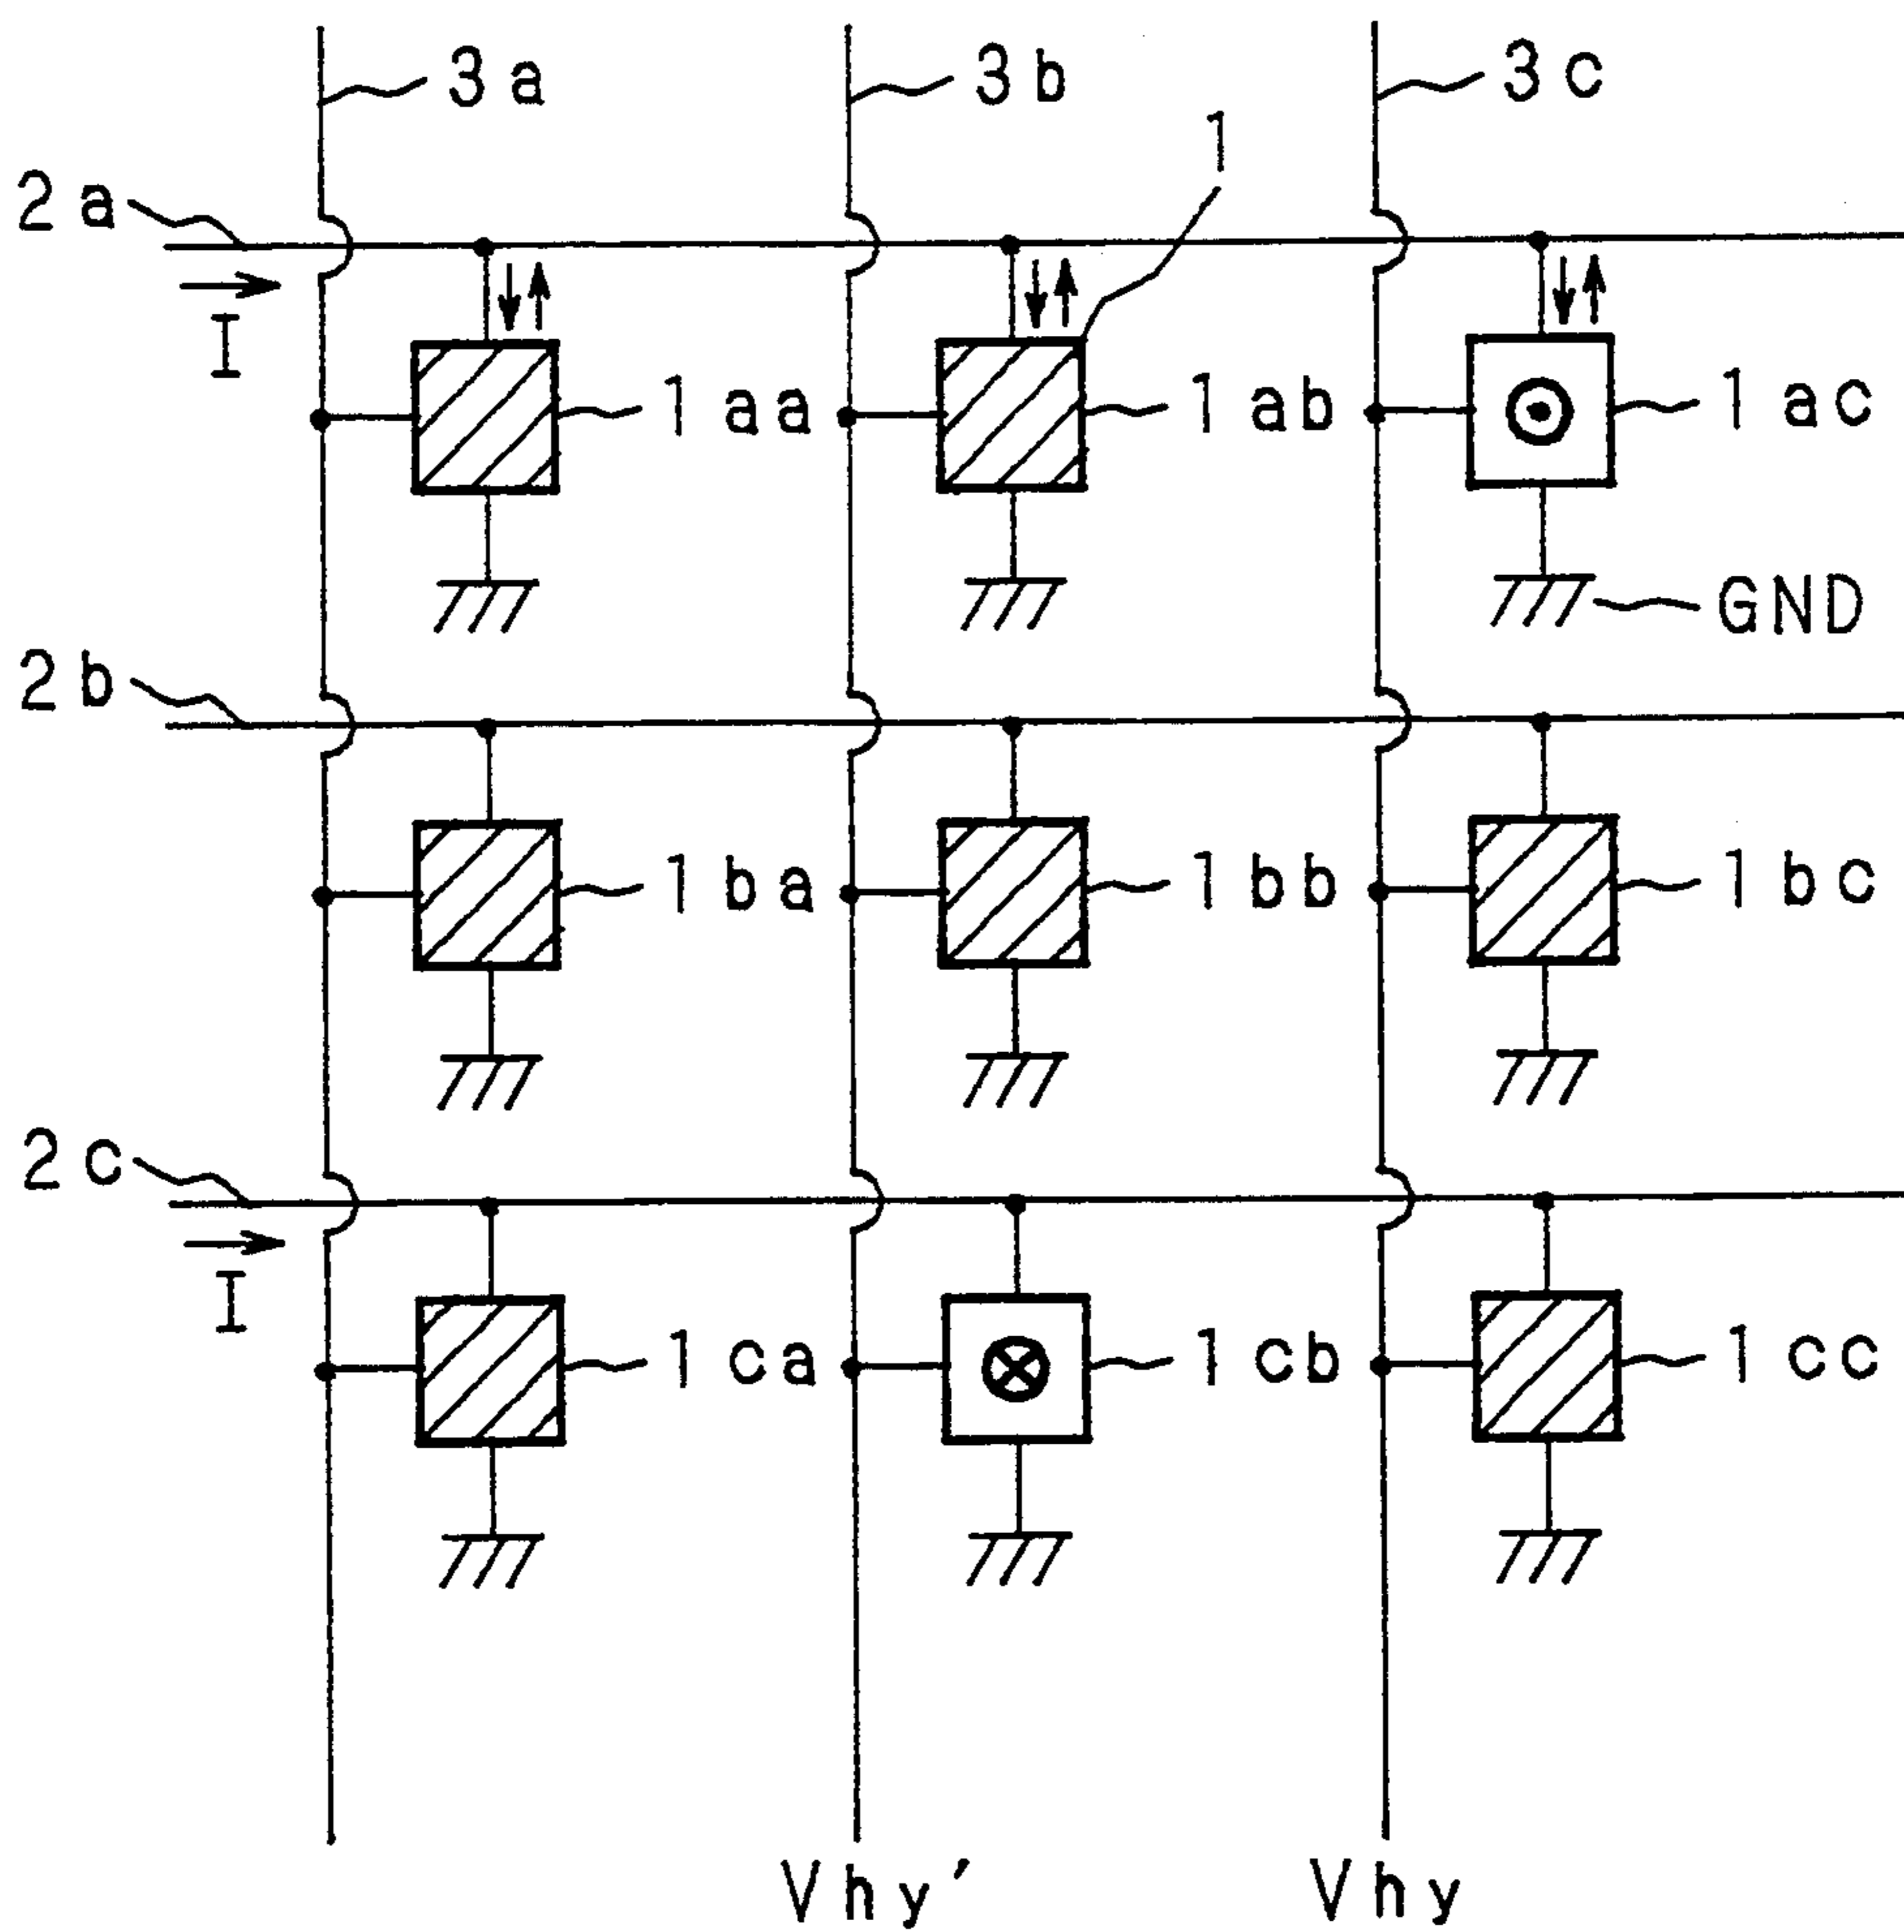 3a 3b 3c
1
2a
I
1aa 1ab 1ac
GND
2b
1ba 1bb 1bc
2c
I
1ca 1cb 1cc
Vhy′ Vhy